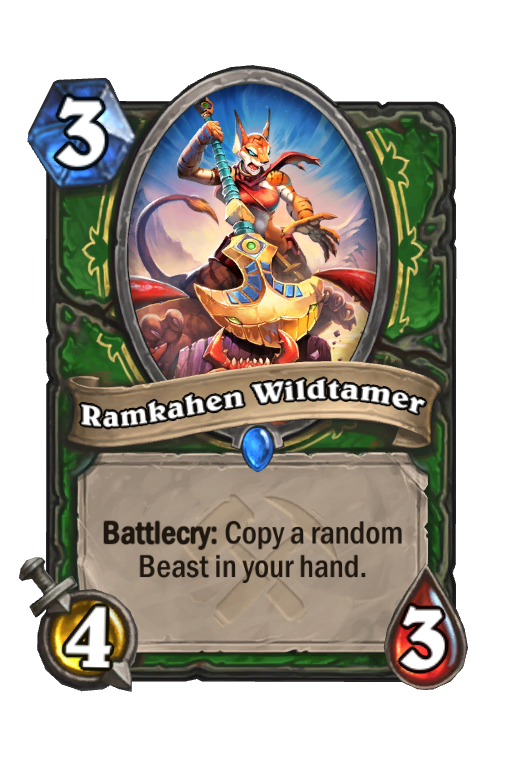 3
Ramkahen Wildtamer
Battlecry: Copy a random
Beast in your hand.
4
3